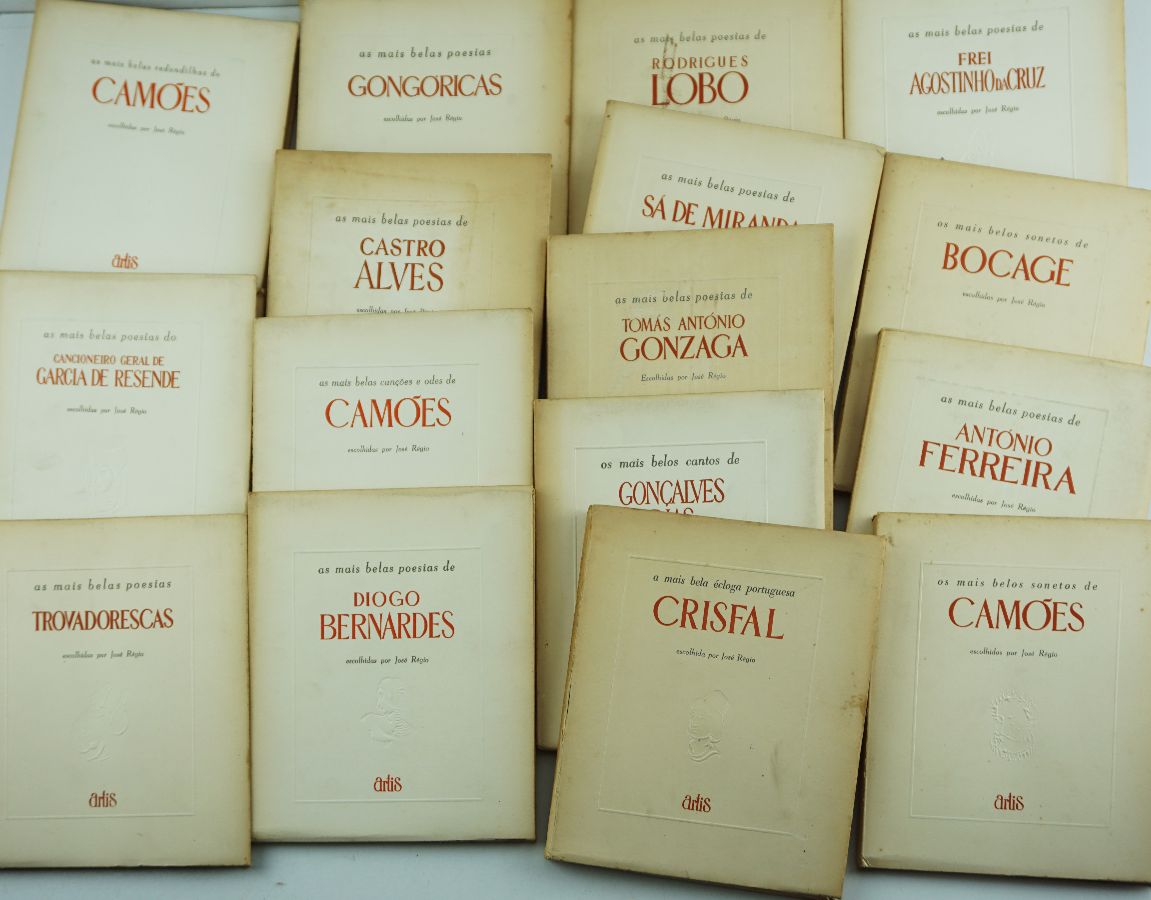 as mais belas redondilhas de
CAMÕES
escolhidas por José Régio
artis
as mais belas poesias
GONGÓRICAS
escolhidas por José Régio
as mais belas poesias de
RODRIGUES
LOBO
Régio
as mais belas poesias de
FREI
AGOSTINHO DA CRUZ
escolhidas por José Régio
as mais belas poesias de
CASTRO
ALVES
escolhidas por José Régio
as mais belas poesias de
SÁ DE MIRANDA
os mais belos sonetos de
BOCAGE
escolhidos por José Régio
as mais belas poesias do
CANCIONEIRO GERAL DE
GARCIA DE RESENDE
escolhidas por José Régio
as mais belas canções e odes de
CAMÕES
escolhidas por José Régio
as mais belas poesias de
TOMÁS ANTÓNIO
GONZAGA
Escolhidas por José Régio
as mais belas poesias de
ANTÓNIO
FERREIRA
escolhidas por José Régio
os mais belos cantos de
GONÇALVES
DIAS
as mais belas poesias
TROVADORESCAS
escolhidas por José Régio
artis
as mais belas poesias de
DIOGO
BERNARDES
escolhidas por José Régio
artis
a mais bela écloga portuguesa
CRISFAL
escolhida por José Régio
artis
os mais belos sonetos de
CAMÕES
escolhidos por José Régio
artis